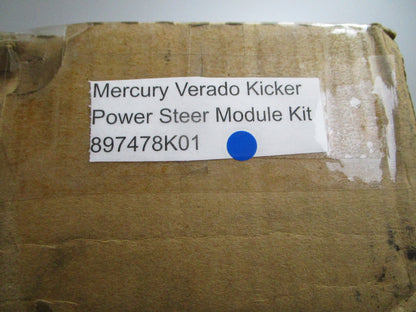 Mercury Verado Kicker
Power Steer Module Kit
897478K01